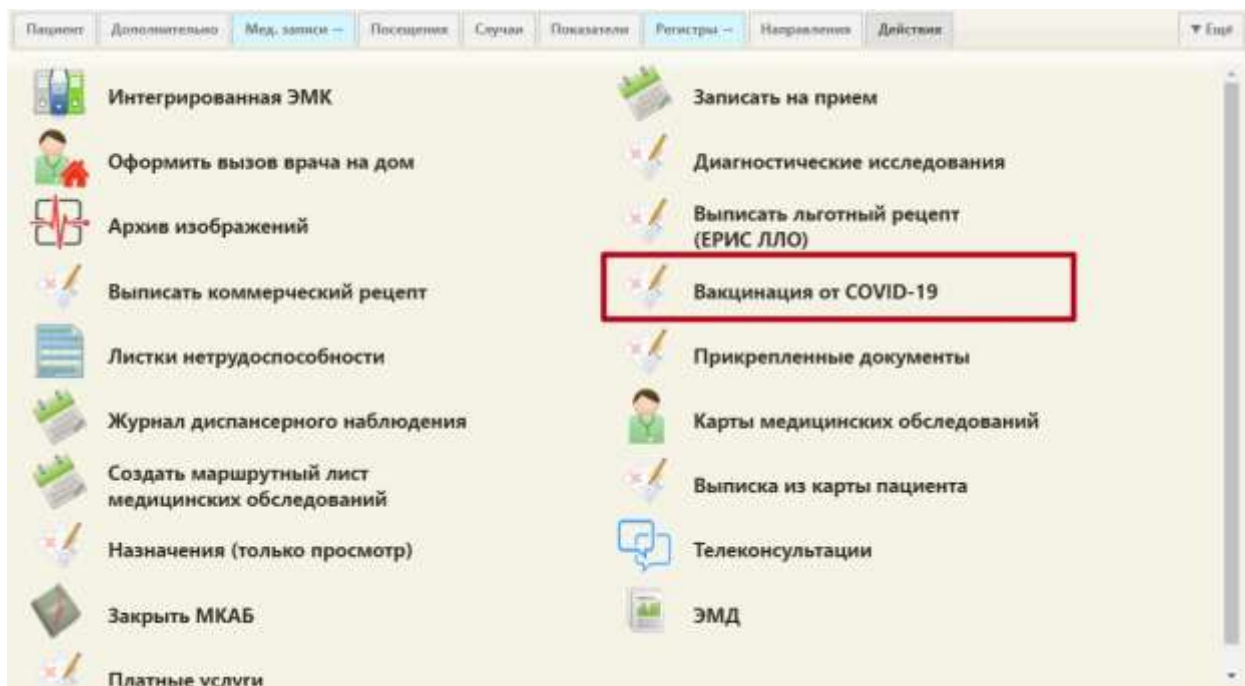 Пациент
Дополнительно
Мед. записи —
Посещения
Случаи
Показатели
Регистры —
Направления
Действия
▼ Ещё
Интегрированная ЭМК
Записать на прием
Оформить вызов врача на дом
Диагностические исследования
Архив изображений
Выписать льготный рецепт
(ЕРИС ЛЛО)
Выписать коммерческий рецепт
Вакцинация от COVID-19
Листки нетрудоспособности
Прикрепленные документы
Журнал диспансерного наблюдения
Карты медицинских обследований
Создать маршрутный лист
медицинских обследований
Выписка из карты пациента
Назначения (только просмотр)
Телеконсультации
Закрыть МКАБ
ЭМД
Платные услуги